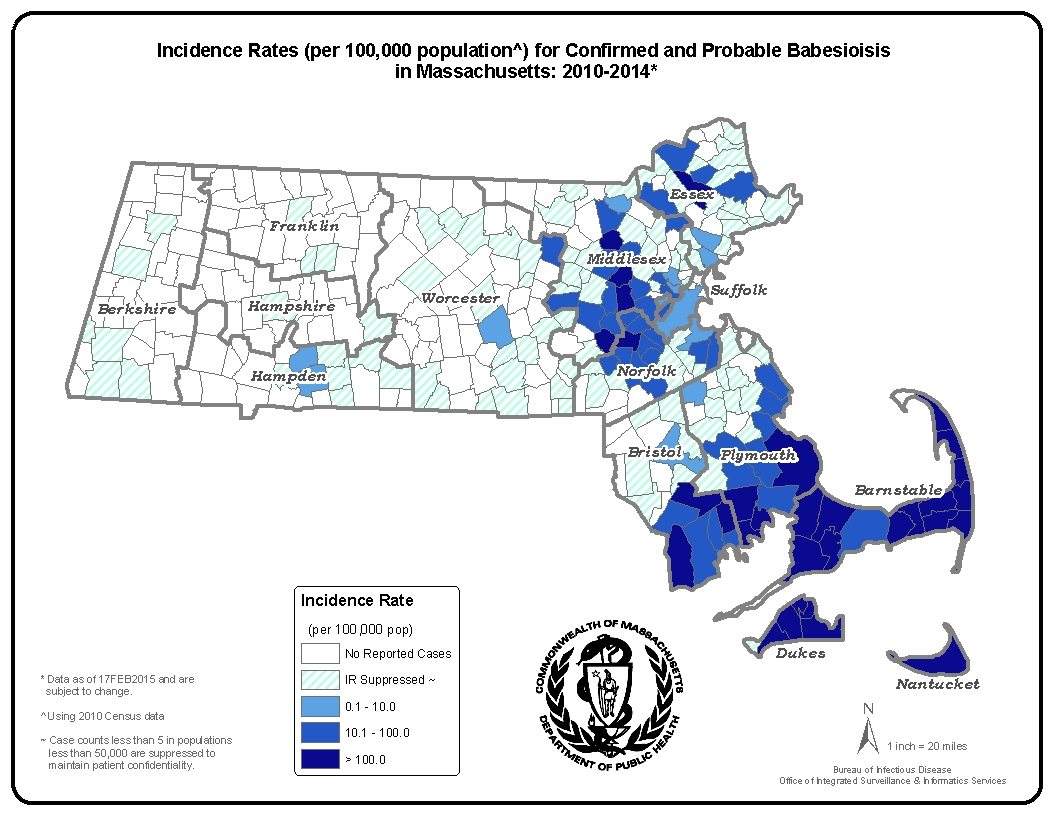 Incidence Rates (per 100,000 population^) for Confirmed and Probable Babesioisis
in Massachusetts: 2010-2014*
Essex
Franklin
Middlesex
Suffolk
Worcester
Hampshire
Berkshire
Norfolk
Hampden
Bristol
Plymouth
Barnstable
Dukes
Nantucket
Incidence Rate
(per 100,000 pop)
No Reported Cases
IR Suppressed ~
0.1 - 10.0
10.1 - 100.0
> 100.0
* Data as of 17FEB2015 and are
subject to change.
^Using 2010 Census data
~ Case counts less than 5 in populations
less than 50,000 are suppressed to
maintain patient confidentiality.
COMMONWEALTH OF MASSACHUSETTS
DEPARTMENT OF PUBLIC HEALTH
N
1 inch = 20 miles
Bureau of Infectious Disease
Office of Integrated Surveillance & Informatics Services